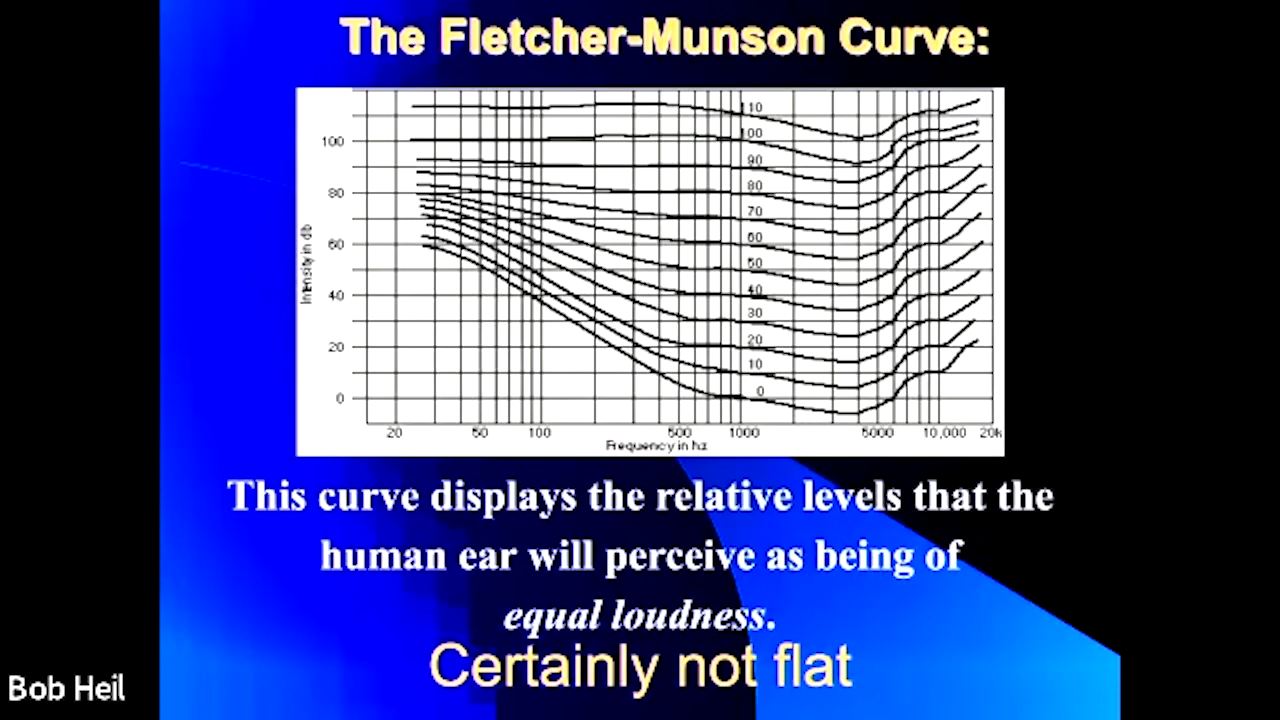 The Fletcher-Munson Curve:
110
100
100
90
80
80
70
60
60
50
40
40
30
20
20
10
0
0
Intensity in db
20 50 100 500 1000 5000 10,000 20k
Frequency in hz
This curve displays the relative levels that the
human ear will perceive as being of
equal loudness.
Certainly not flat
Bob Heil